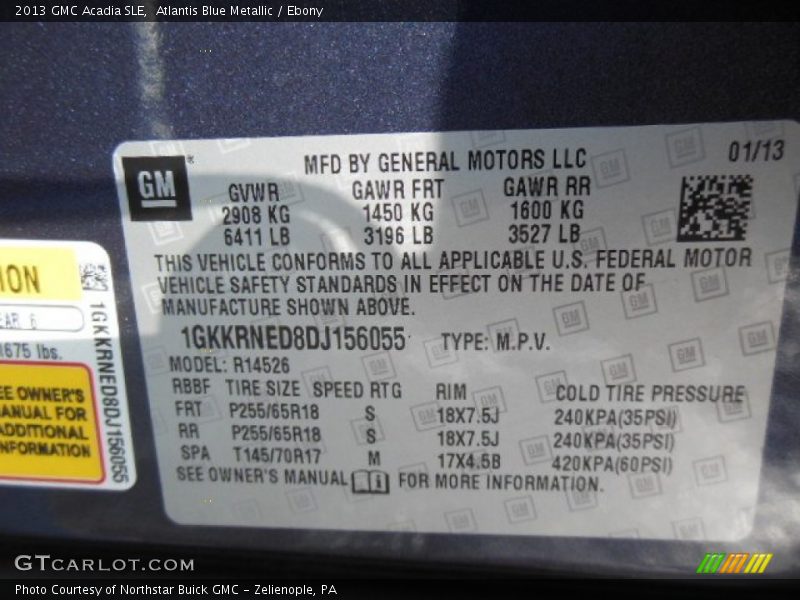 2013 GMC Acadia SLE, Atlantis Blue Metallic / Ebony
GM
MFD BY GENERAL MOTORS LLC
01/13
GVWR GAWR FRT GAWR RR
2908 KG 1450 KG 1600 KG
6411 LB 3196 LB 3527 LB
THIS VEHICLE CONFORMS TO ALL APPLICABLE U.S. FEDERAL MOTOR
VEHICLE SAFETY STANDARDS IN EFFECT ON THE DATE OF
MANUFACTURE SHOWN ABOVE.
1GKKRNED8DJ156055 TYPE: M.P.V.
MODEL: R14526
RBBF TIRE SIZE SPEED RTG RIM COLD TIRE PRESSURE
FRT P255/65R18 S 18X7.5J 240KPA(35PSI)
RR P255/65R18 S 18X7.5J 240KPA(35PSI)
SPA T145/70R17 M 17X4.5B 420KPA(60PSI)
SEE OWNER'S MANUAL FOR MORE INFORMATION.
ION
EAR 6
1675 lbs.
EE OWNER'S
ANUAL FOR
ADDITIONAL
NFORMATION
1GKKRNED8DJ156055
GTCARLOT.COM
Photo Courtesy of Northstar Buick GMC - Zelienople, PA